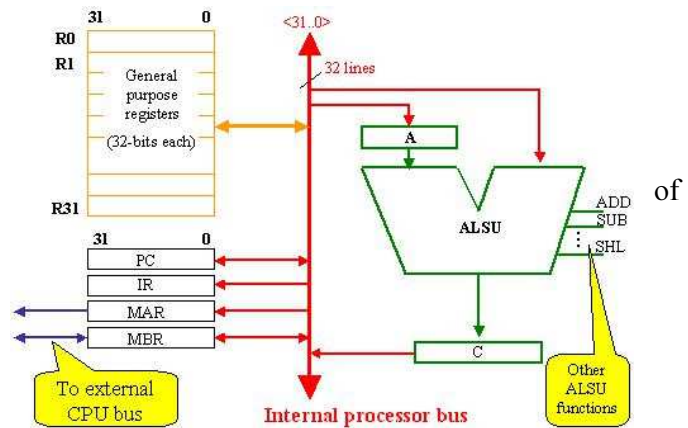 31 0
R0
R1
General
purpose
registers
(32-bits each)
R31
31 0
PC
IR
MAR
MBR
To external
CPU bus
<31..0>
32 lines
A
ALSU
ADD
SUB
⋮
SHL
C
Other
ALSU
functions
Internal processor bus
of